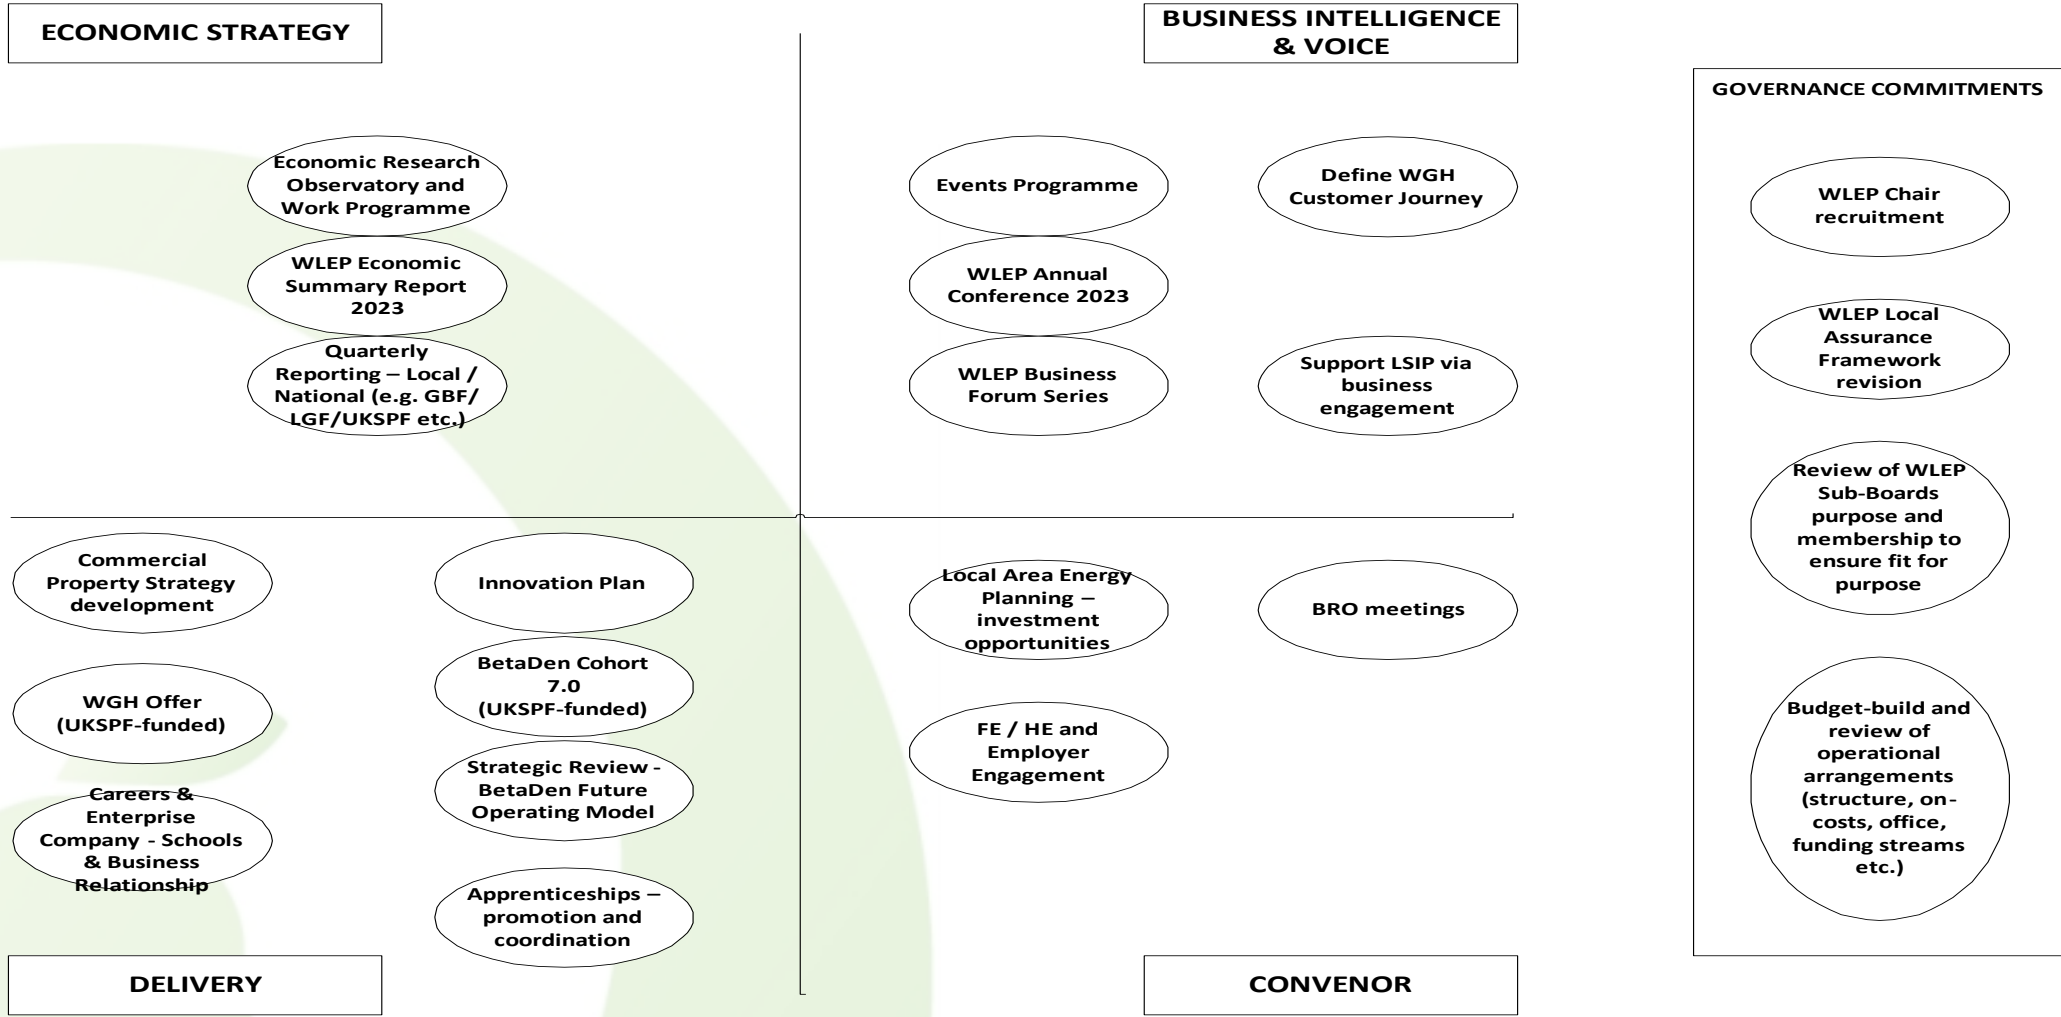 ECONOMIC STRATEGY
Economic Research
Observatory and
Work Programme
WLEP Economic
Summary Report
2023
Quarterly
Reporting – Local /
National (e.g. GBF/
LGF/UKSPF etc.)
BUSINESS INTELLIGENCE
& VOICE
Events Programme
WLEP Annual
Conference 2023
WLEP Business
Forum Series
Define WGH
Customer Journey
Support LSIP via
business
engagement
Commercial
Property Strategy
development
WGH Offer
(UKSPF-funded)
Careers &
Enterprise
Company - Schools
& Business
Relationship
Innovation Plan
BetaDen Cohort
7.0
(UKSPF-funded)
Strategic Review -
BetaDen Future
Operating Model
Apprenticeships –
promotion and
coordination
DELIVERY
Local Area Energy
Planning –
investment
opportunities
FE / HE and
Employer
Engagement
BRO meetings
CONVENOR
GOVERNANCE COMMITMENTS
WLEP Chair
recruitment
WLEP Local
Assurance
Framework
revision
Review of WLEP
Sub-Boards
purpose and
membership to
ensure fit for
purpose
Budget-build and
review of
operational
arrangements
(structure, on-
costs, office,
funding streams
etc.)